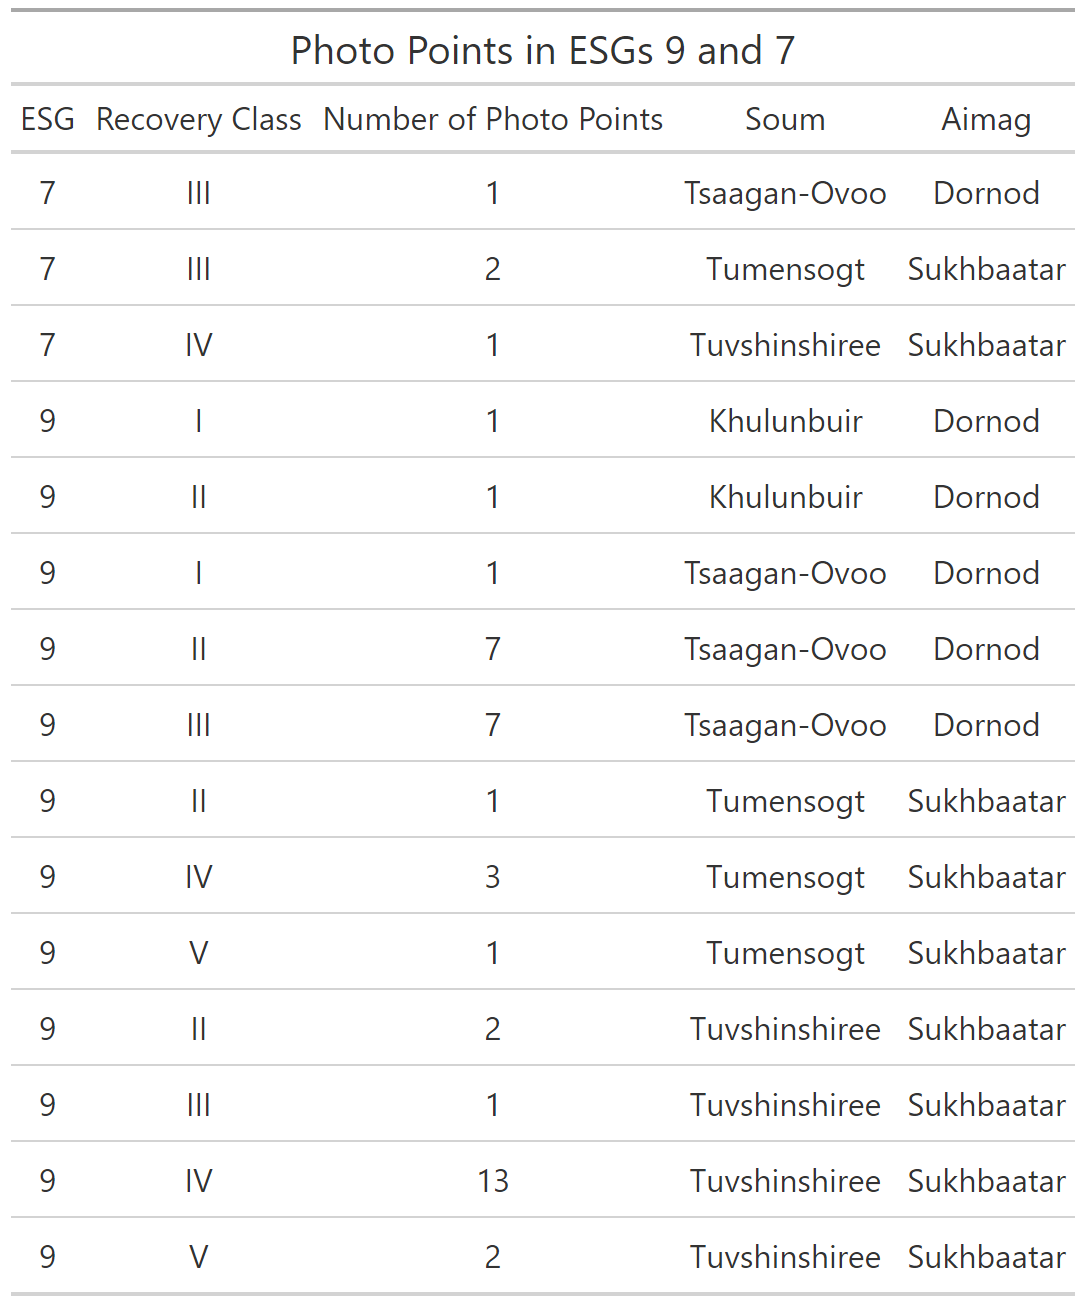 Photo Points in ESGs 9 and 7
ESG Recovery Class Number of Photo Points Soum Aimag
7 III 1 Tsaagan-Ovoo Dornod
7 III 2 Tumensogt Sukhbaatar
7 IV 1 Tuvshinshiree Sukhbaatar
9 I 1 Khulunbuir Dornod
9 II 1 Khulunbuir Dornod
9 I 1 Tsaagan-Ovoo Dornod
9 II 7 Tsaagan-Ovoo Dornod
9 III 7 Tsaagan-Ovoo Dornod
9 II 1 Tumensogt Sukhbaatar
9 IV 3 Tumensogt Sukhbaatar
9 V 1 Tumensogt Sukhbaatar
9 II 2 Tuvshinshiree Sukhbaatar
9 III 1 Tuvshinshiree Sukhbaatar
9 IV 13 Tuvshinshiree Sukhbaatar
9 V 2 Tuvshinshiree Sukhbaatar